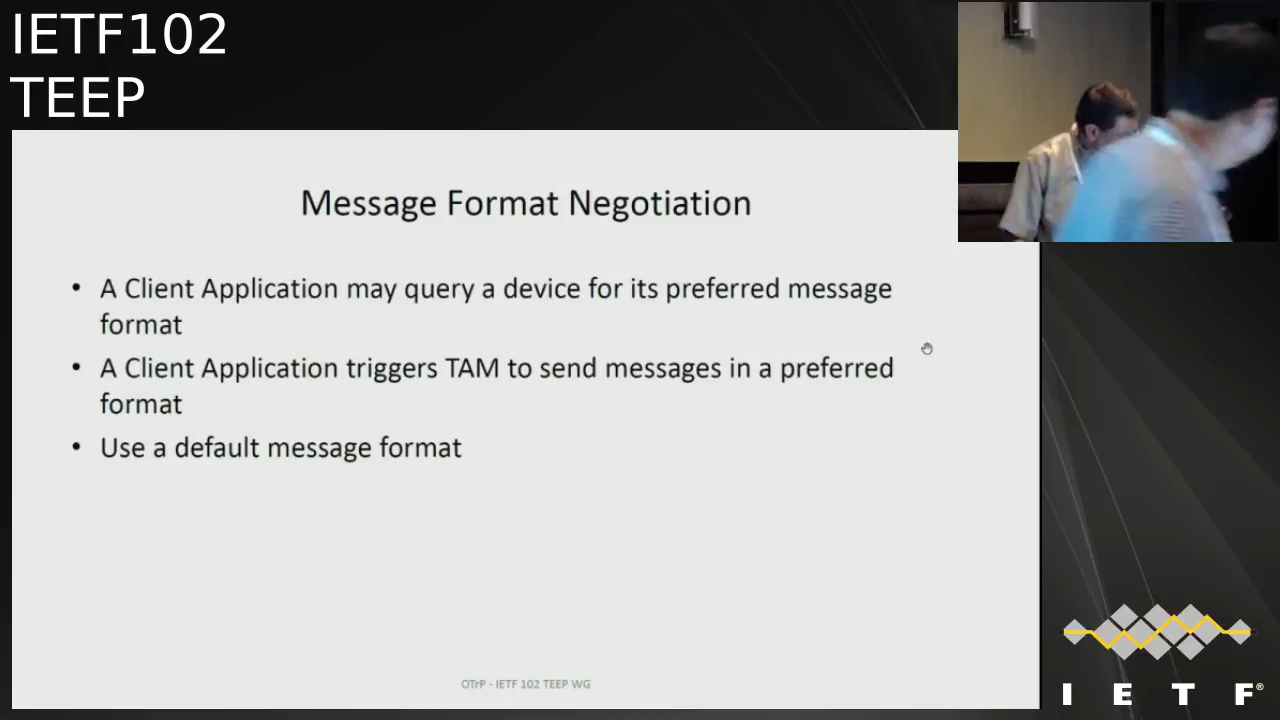 IETF102
TEEP
Message Format Negotiation
• A Client Application may query a device for its preferred message
format
• A Client Application triggers TAM to send messages in a preferred
format
• Use a default message format
OTrP - IETF 102 TEEP WG
I E T F®